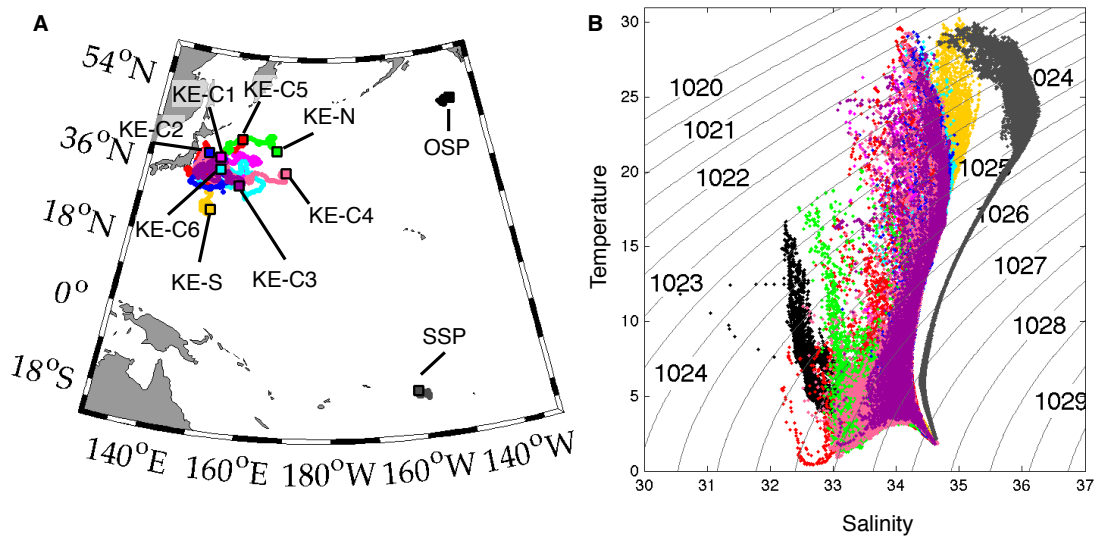 A
54°N
36°N
18°N
0°
18°S
140°E
160°E
180°W
160°W
140°W
KE-C1
KE-C5
KE-C2
KE-N
OSP
KE-C4
KE-C6
KE-S
KE-C3
SSP
B
Temperature
30
25
20
15
10
5
0
1020
1021
1022
1023
1024
024
1025
1026
1027
1028
1029
30
31
32
33
34
35
36
37
Salinity